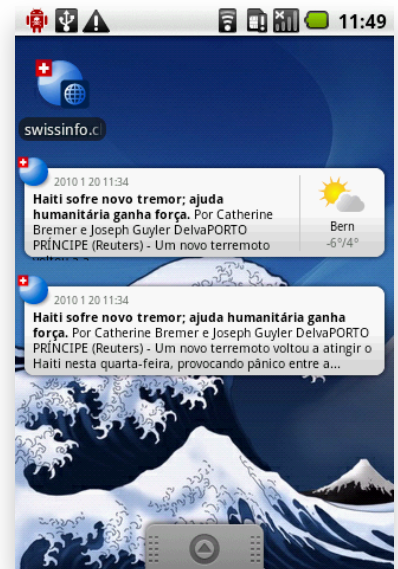 11:49
swissinfo.c
2010 1 20 11:34
Haiti sofre novo tremor; ajuda
humanitária ganha força. Por Catherine
Bremer e Joseph Guyler DelvaPORTO
PRÍNCIPE (Reuters) - Um novo terremoto
Bern
-6°/4°
2010 1 20 11:34
Haiti sofre novo tremor; ajuda humanitária ganha
força. Por Catherine Bremer e Joseph Guyler DelvaPORTO
PRÍNCIPE (Reuters) - Um novo terremoto voltou a atingir o
Haiti nesta quarta-feira, provocando pânico entre a...